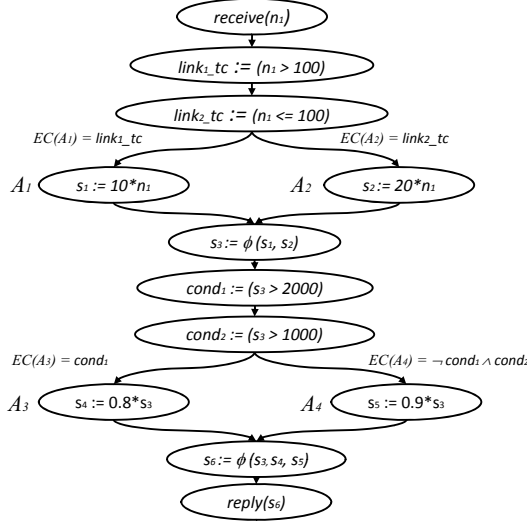 receive(n₁)
link₁_tc := (n₁ > 100)
link₂_tc := (n₁ <= 100)
EC(A₁) = link₁_tc
EC(A₂) = link₂_tc
A₁
s₁ := 10*n₁
A₂
s₂ := 20*n₁
s₃ := ϕ (s₁, s₂)
cond₁ := (s₃ > 2000)
cond₂ := (s₃ > 1000)
EC(A₃) = cond₁
EC(A₄) = ¬ cond₁ ∧ cond₂
A₃
s₄ := 0.8*s₃
A₄
s₅ := 0.9*s₃
s₆ := ϕ (s₃, s₄, s₅)
reply(s₆)